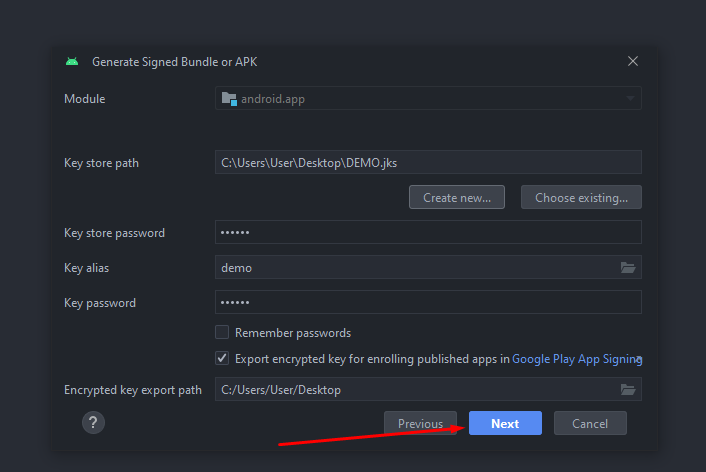 Generate Signed Bundle or APK
Module android.app
Key store path C:\Users\User\Desktop\DEMO.jks
Create new... Choose existing...
Key store password ••••••
Key alias demo
Key password ••••••
Remember passwords
Export encrypted key for enrolling published apps in Google Play App Signing
Encrypted key export path C:/Users/User/Desktop
? Previous Next Cancel